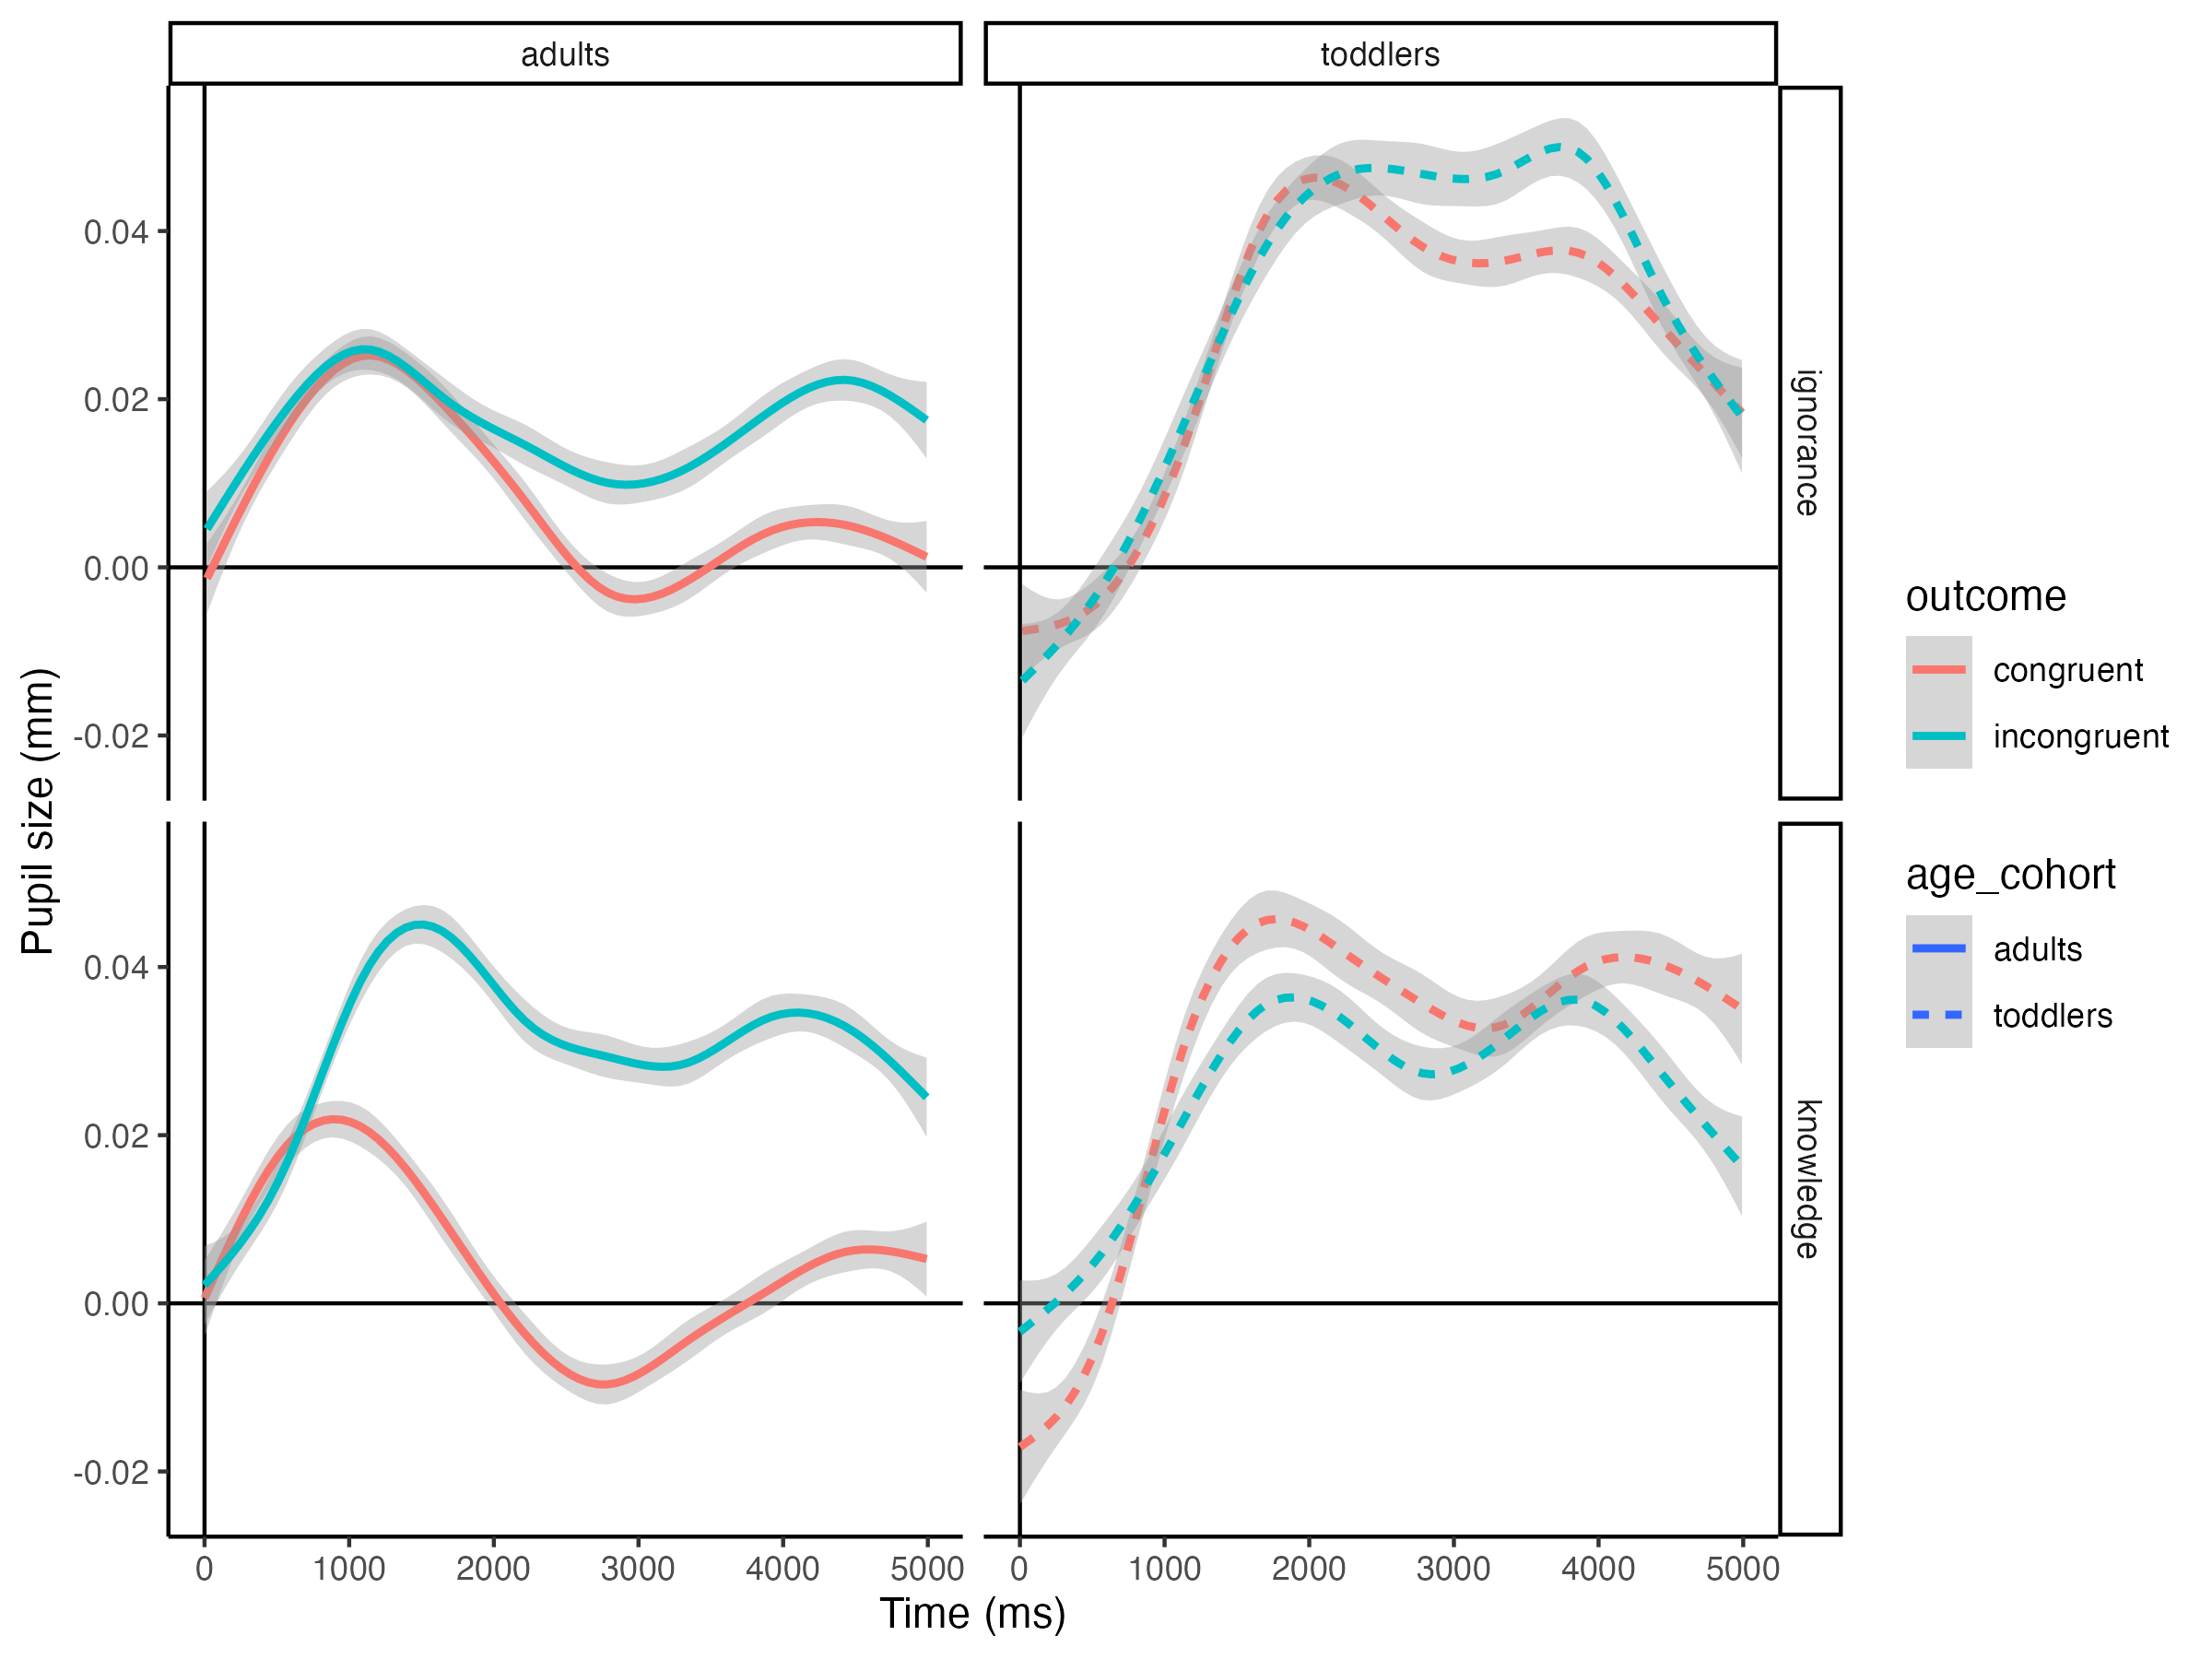 adults
toddlers
0.04
0.02
0.00
-0.02
ignorance
0.04
0.02
0.00
-0.02
knowledge
Pupil size (mm)
0 1000 2000 3000 4000 5000
0 1000 2000 3000 4000 5000
Time (ms)
outcome
congruent
incongruent
age_cohort
adults
toddlers